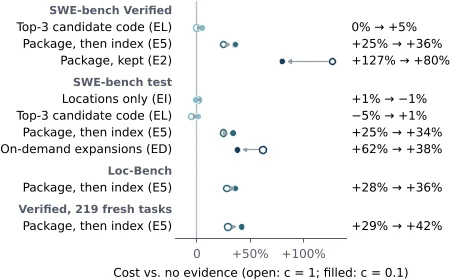 SWE-bench Verified
Top-3 candidate code (EL) 0% → +5%
Package, then index (E5) +25% → +36%
Package, kept (E2) +127% → +80%
SWE-bench test
Locations only (EI) +1% → −1%
Top-3 candidate code (EL) −5% → +1%
Package, then index (E5) +25% → +34%
On-demand expansions (ED) +62% → +38%
Loc-Bench
Package, then index (E5) +28% → +36%
Verified, 219 fresh tasks
Package, then index (E5) +29% → +42%
0 +50% +100%
Cost vs. no evidence (open: c = 1; filled: c = 0.1)